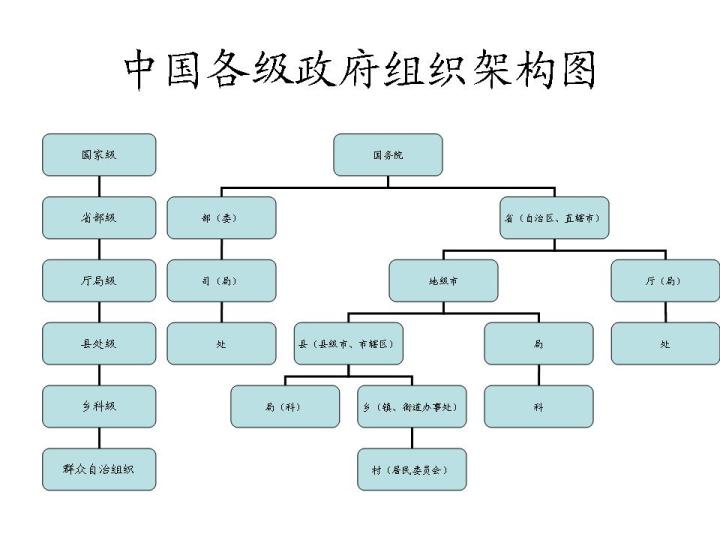 中国各级政府组织架构图
国家级
国务院
省部级
部（委）
省（自治区、直辖市）
厅局级
司（局）
地级市
厅（局）
县处级
处
县（县级市、市辖区）
局
处
乡科级
局（科）
乡（镇、街道办事处）
科
群众自治组织
村（居民委员会）